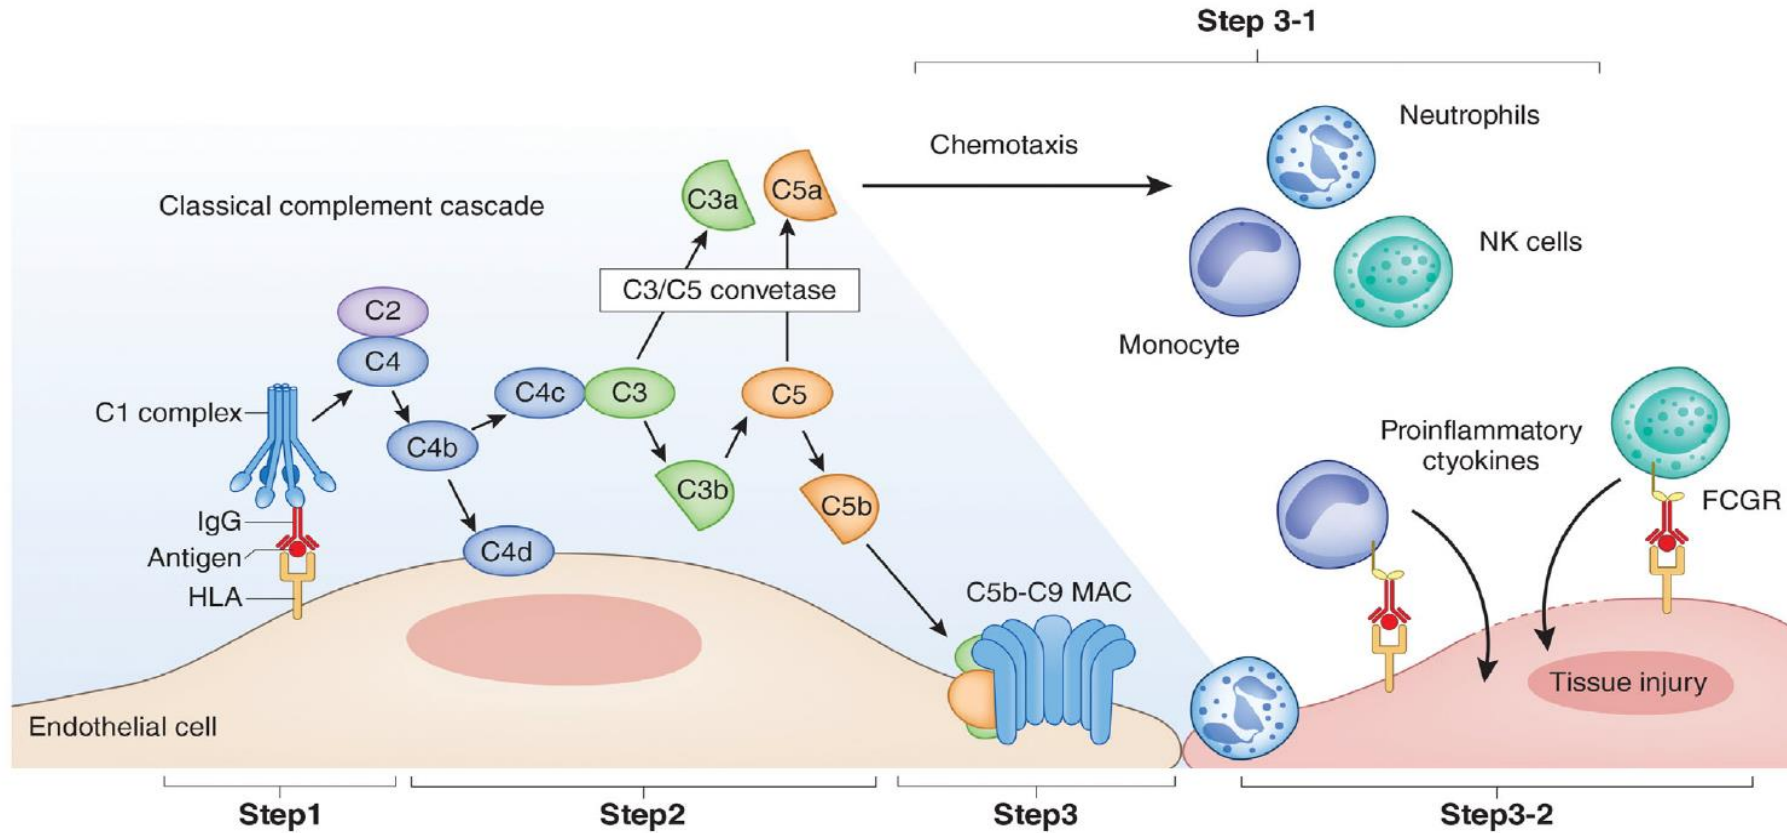 Step 3-1
Neutrophils
Chemotaxis
C3a
C5a
Classical complement cascade
NK cells
C3/C5 convetase
C2
Monocyte
C4
C4c
C3
C5
C1 complex
C4b
Proinflammatory
ctyokines
C3b
C5b
FCGR
IgG
Antigen
C4d
HLA
C5b-C9 MAC
Tissue injury
Endothelial cell
Step1
Step2
Step3
Step3-2